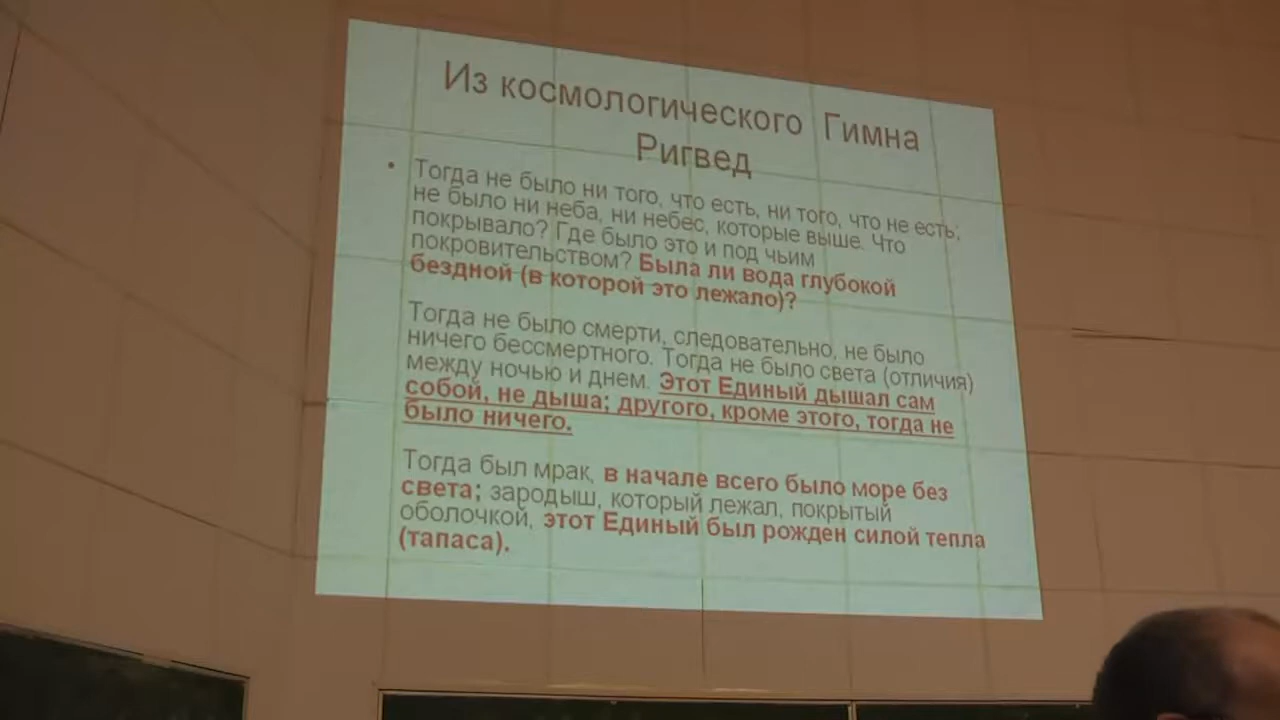 Из космологического Гимна
Ригвед
• Тогда не было ни того, что есть, ни того, что не есть;
не было ни неба, ни небес, которые выше. Что
покрывало? Где было это и под чьим
покровительством? Была ли вода глубокой
бездной (в которой это лежало)?
Тогда не было смерти, следовательно, не было
ничего бессмертного. Тогда не было света (отличия)
между ночью и днем. Этот Единый дышал сам
собой, не дыша; другого, кроме этого, тогда не
было ничего.
Тогда был мрак, в начале всего было море без
света; зародыш, который лежал, покрытый
оболочкой, этот Единый был рожден силой тепла
(тапаса).